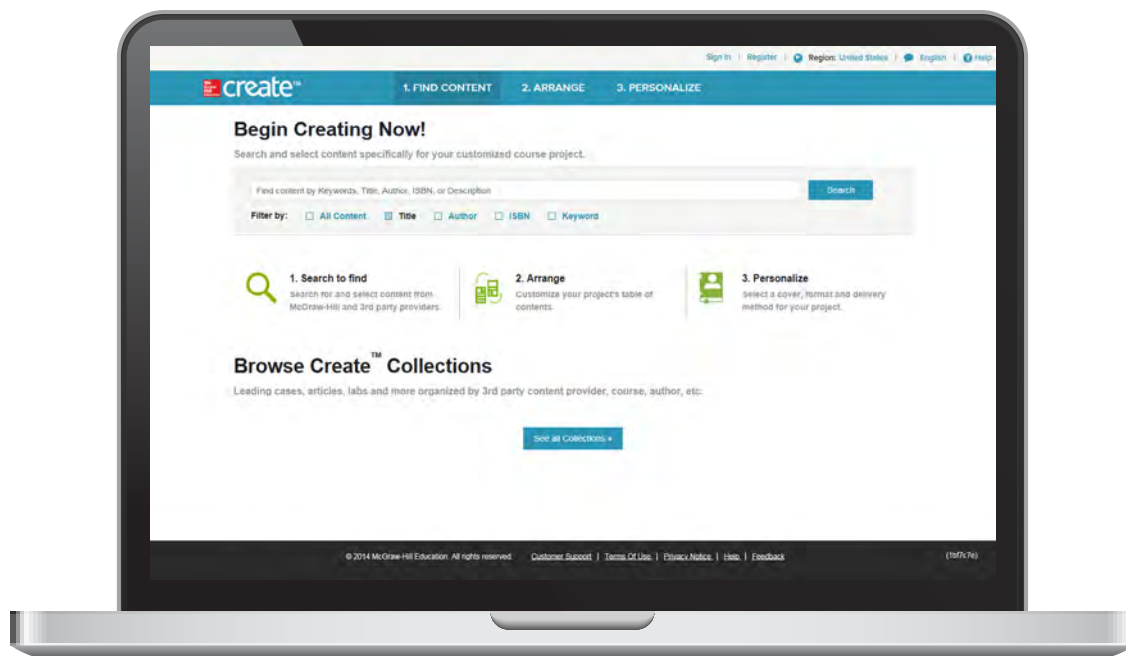 Sign In | Register | Region: United States | English | Help
create™ 1. FIND CONTENT 2. ARRANGE 3. PERSONALIZE
Begin Creating Now!
Search and select content specifically for your customized course project.
Find content by Keywords, Title, Author, ISBN, or Description Search
Filter by: All Content Title Author ISBN Keyword
1. Search to find
Search for and select content from
McGraw-Hill and 3rd party providers.
2. Arrange
Customize your project's table of
contents.
3. Personalize
Select a cover, format and delivery
method for your project.
Browse Create™ Collections
Leading cases, articles, labs and more organized by 3rd party content provider, course, author, etc.
See all Collections »
© 2014 McGraw-Hill Education. All rights reserved. Customer Support | Terms Of Use | Privacy Notice | Help | Feedback